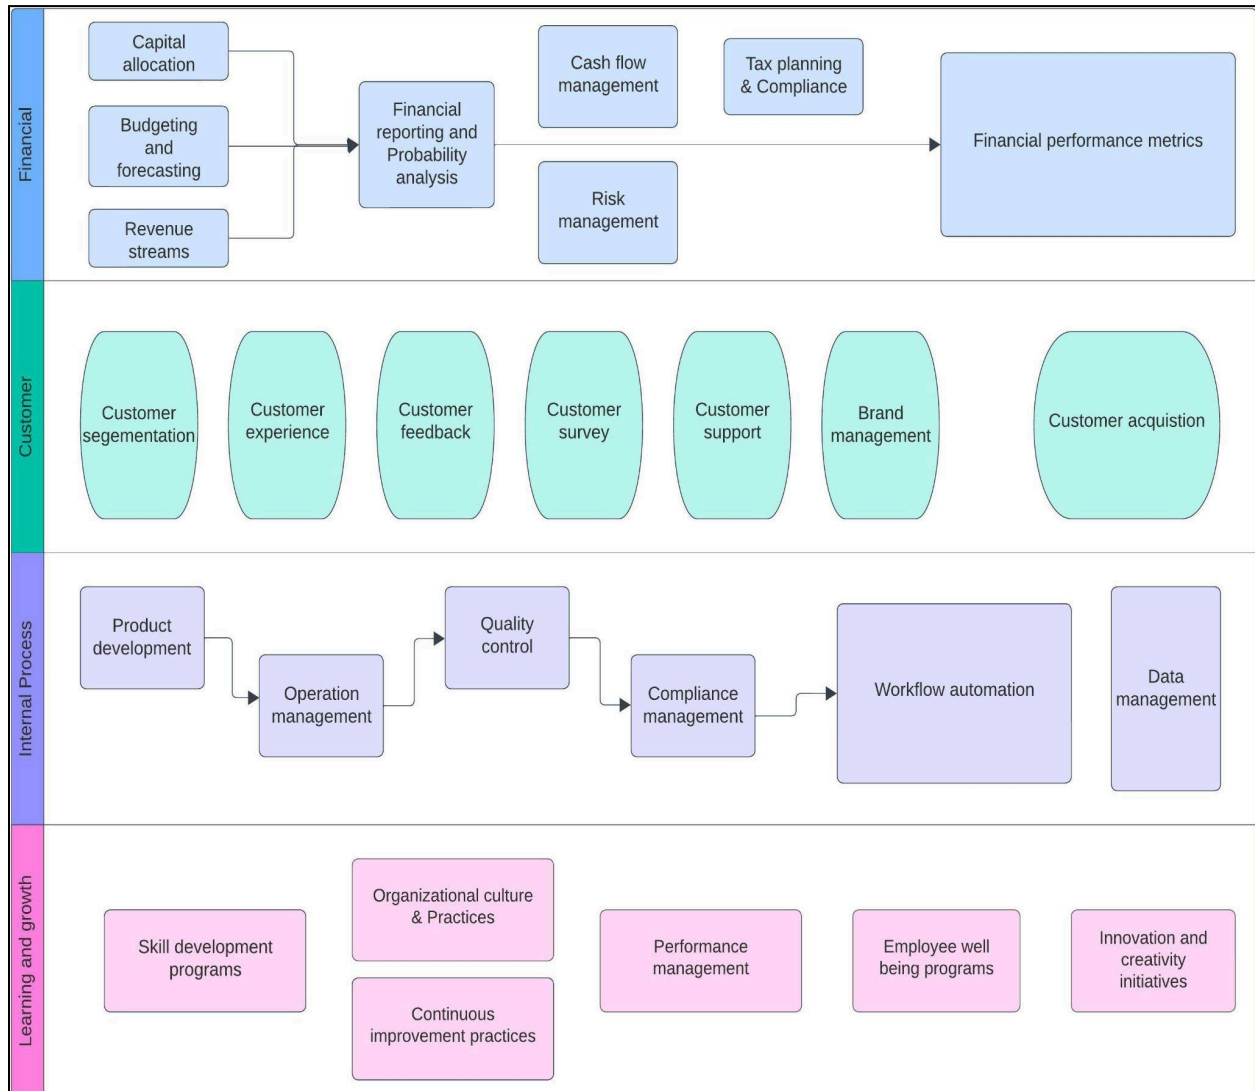 Financial
Capital
allocation
Budgeting
and
forecasting
Revenue
streams
Financial
reporting and
Probability
analysis
Cash flow
management
Risk
management
Tax planning
& Compliance
Financial performance metrics
Customer
Customer
segementation
Customer
experience
Customer
feedback
Customer
survey
Customer
support
Brand
management
Customer acquistion
Internal Process
Product
development
Operation
management
Quality
control
Compliance
management
Workflow automation
Data
management
Learning and growth
Skill development
programs
Organizational culture
& Practices
Continuous
improvement practices
Performance
management
Employee well
being programs
Innovation and
creativity
initiatives